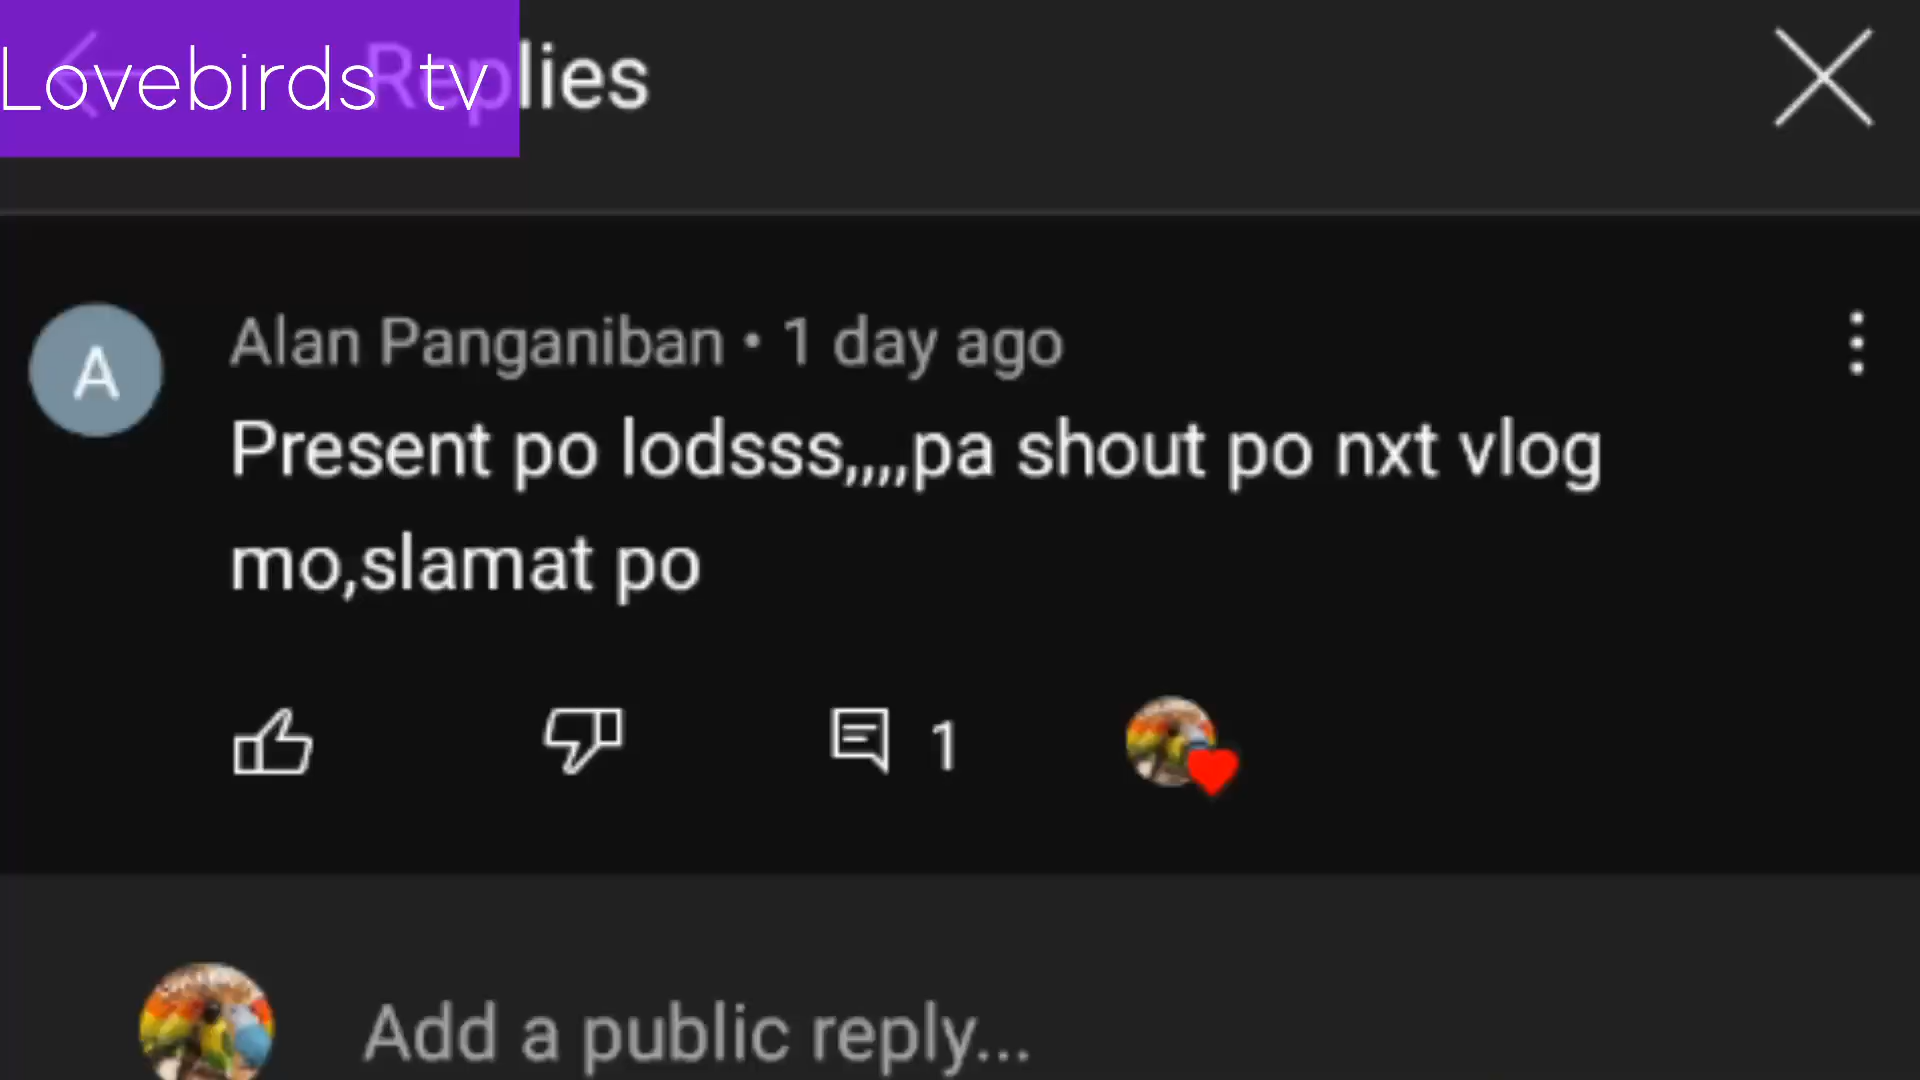 Lovebirds tv
Replies
A
Alan Panganiban • 1 day ago
Present po lodsss,,,,pa shout po nxt vlog
mo,slamat po
1
Add a public reply...